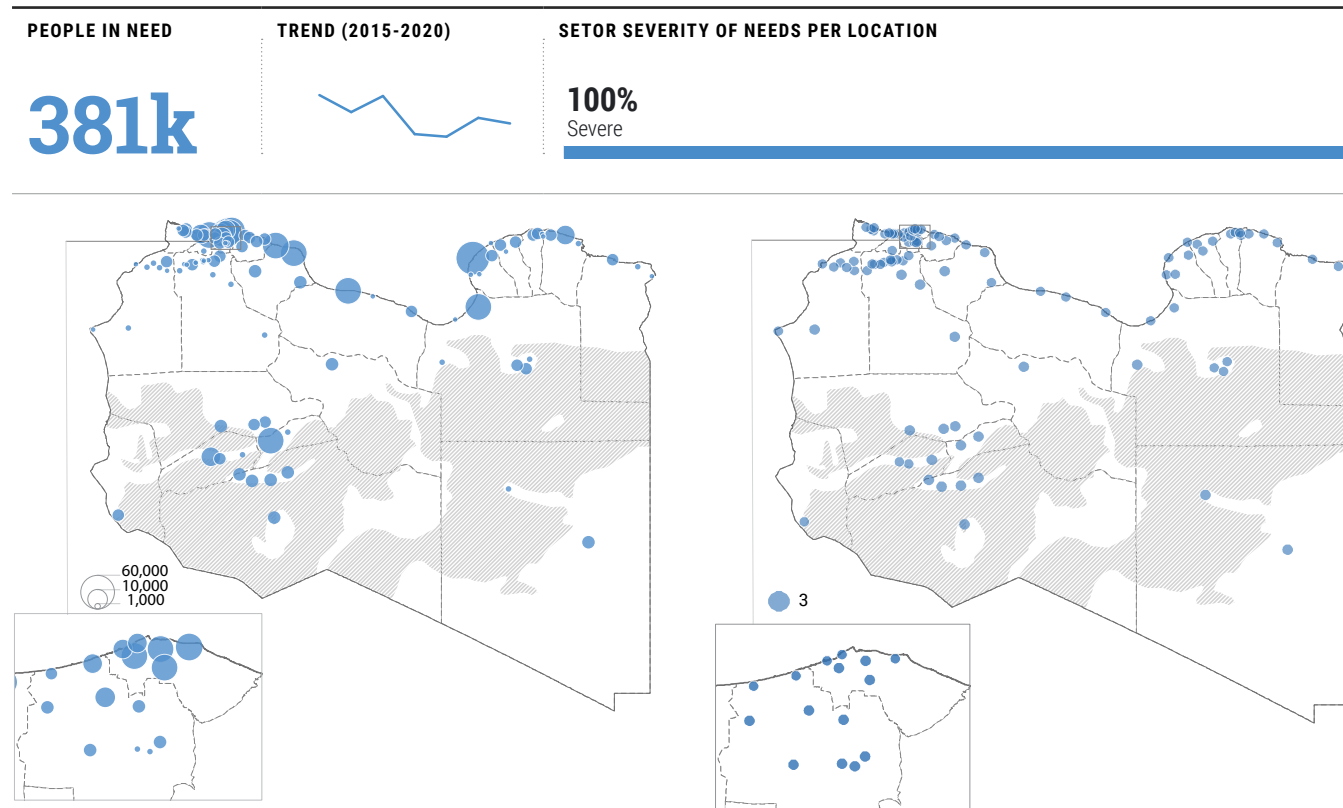 PEOPLE IN NEED
TREND (2015-2020)
SETOR SEVERITY OF NEEDS PER LOCATION
381k
100%
Severe
60,000
10,000
1,000
3